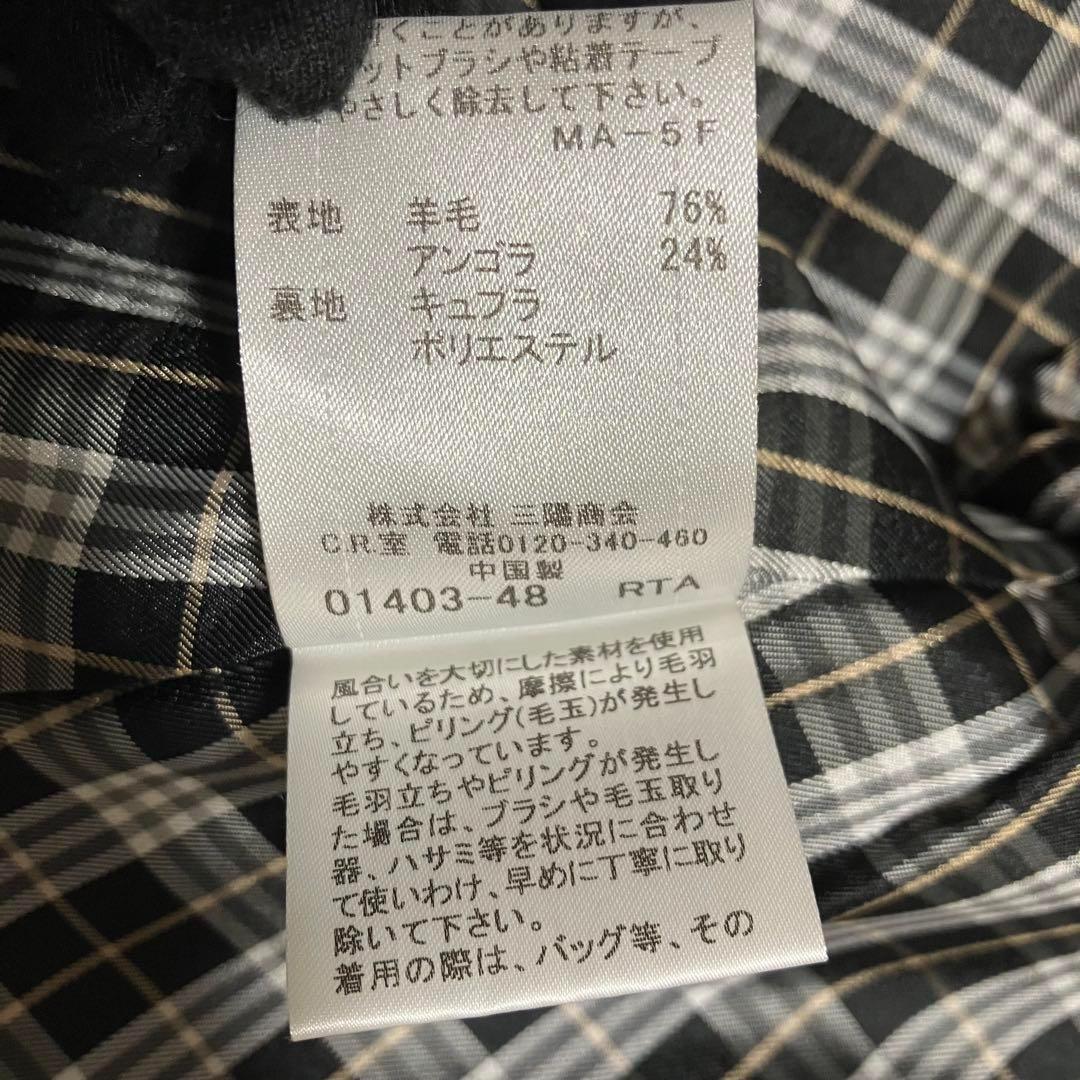 くことがありますが、
ットブラシや粘着テープ
やさしく除去して下さい。
MA-5F
表地 羊毛 76%
アンゴラ 24%
裏地 キュプラ
ポリエステル
株式会社 三陽商会
C.R.室 電話0120-340-460
中国製
01403-48 RTA
風合いを大切にした素材を使用
しているため、摩擦により毛羽
立ち、ピリング(毛玉)が発生し
やすくなっています。
毛羽立ちやピリングが発生し
た場合は、ブラシや毛玉取り
器、ハサミ等を状況に合わせ
て使いわけ、早めに丁寧に取り
除いて下さい。
着用の際は、バッグ等、その